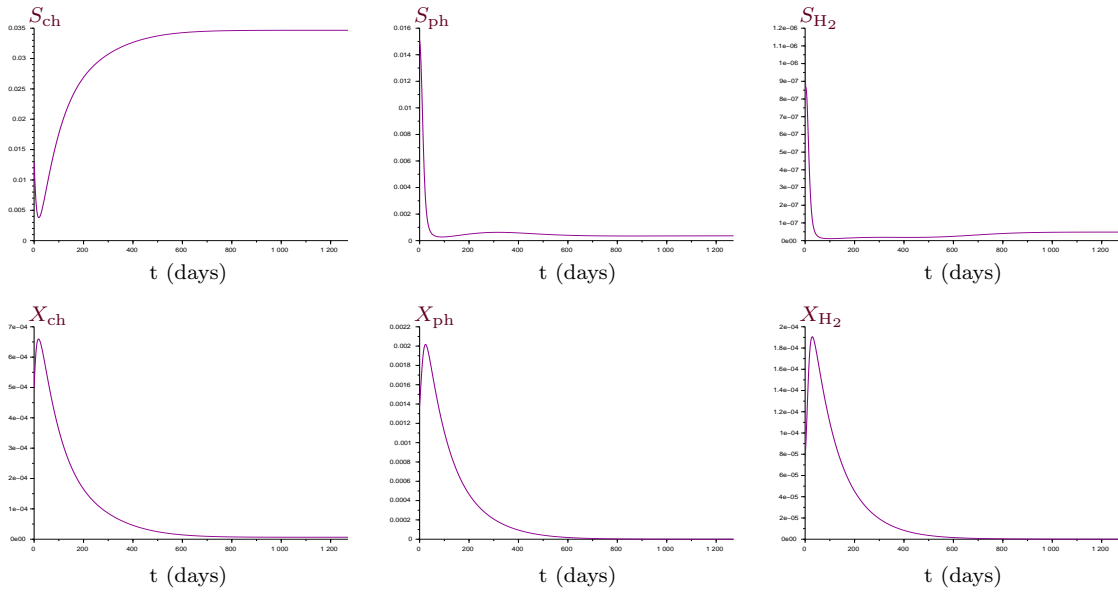 S_ch S_ph S_H₂
0.035 0.016 1.2e−06
0.03 0.014 1.1e−06
0.025 0.012 1e−06
0.02 0.01 9e−07
0.015 0.008 8e−07
0.01 0.006 7e−07
0.005 0.004 6e−07
0 0.002 5e−07
0 4e−07
3e−07
2e−07
1e−07
0e00
0 200 400 600 800 1 000 1 200
0 200 400 600 800 1 000 1 200
0 200 400 600 800 1 000 1 200
t (days) t (days) t (days)
X_ch X_ph X_H₂
7e−04 0.0022 2e−04
6e−04 0.002 1.8e−04
5e−04 0.0018 1.6e−04
4e−04 0.0016 1.4e−04
3e−04 0.0014 1.2e−04
2e−04 0.0012 1e−04
1e−04 0.001 8e−05
0e00 0.0008 6e−05
0.0006 4e−05
0.0004 2e−05
0.0002 0e00
0
0 200 400 600 800 1 000 1 200
0 200 400 600 800 1 000 1 200
0 200 400 600 800 1 000 1 200
t (days) t (days) t (days)